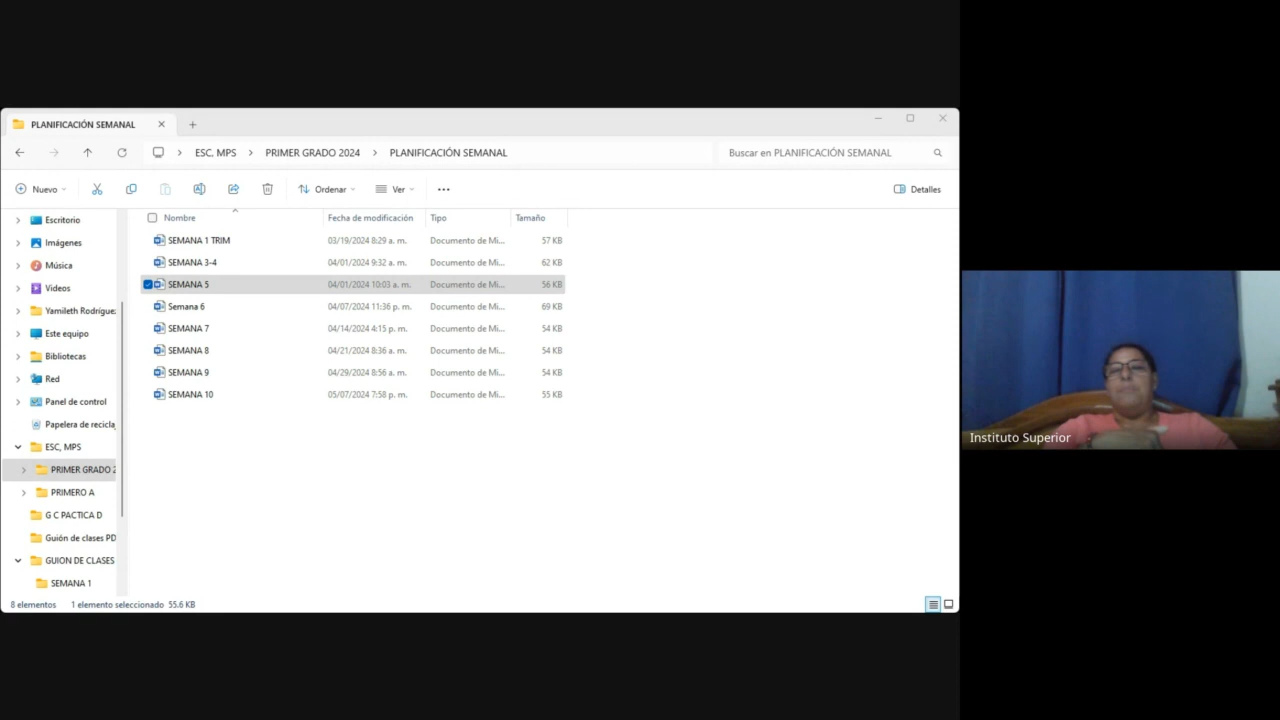 PLANIFICACIÓN SEMANAL
ESC, MPS > PRIMER GRADO 2024 > PLANIFICACIÓN SEMANAL
Buscar en PLANIFICACIÓN SEMANAL
Nuevo
Ordenar
Ver
Detalles
Nombre Fecha de modificación Tipo Tamaño
SEMANA 1 TRIM 03/19/2024 8:29 a. m. Documento de Mi... 57 KB
SEMANA 3-4 04/01/2024 9:32 a. m. Documento de Mi... 62 KB
SEMANA 5 04/01/2024 10:03 a. m. Documento de Mi... 56 KB
Semana 6 04/07/2024 11:36 p. m. Documento de Mi... 69 KB
SEMANA 7 04/14/2024 4:15 p. m. Documento de Mi... 54 KB
SEMANA 8 04/21/2024 8:36 a. m. Documento de Mi... 54 KB
SEMANA 9 04/29/2024 8:56 a. m. Documento de Mi... 54 KB
SEMANA 10 05/07/2024 7:58 p. m. Documento de Mi... 55 KB
Escritorio
Imágenes
Música
Videos
Yamileth Rodríguez
Este equipo
Bibliotecas
Red
Panel de control
Papelera de recicla
ESC, MPS
PRIMER GRADO 2
PRIMERO A
G C PACTICA D
Guión de clases PD
GUION DE CLASES
SEMANA 1
8 elementos 1 elemento seleccionado 55.6 KB
Instituto Superior